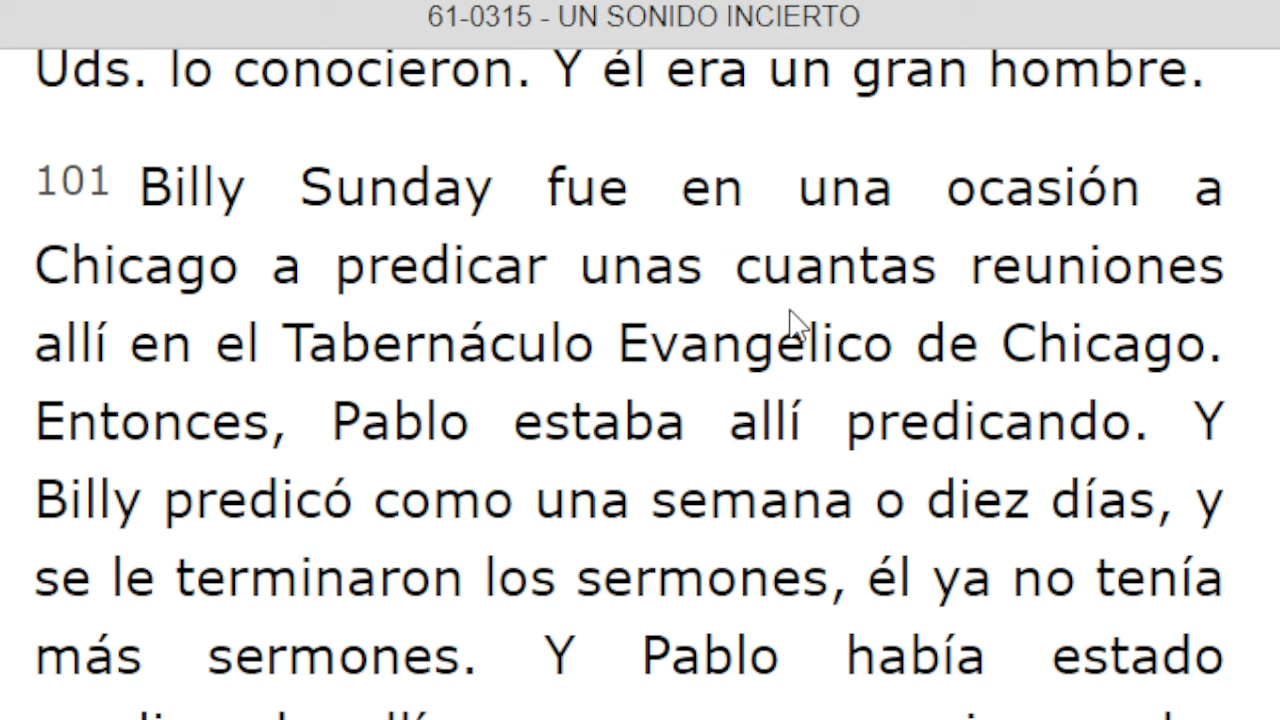 61-0315 - UN SONIDO INCIERTO
Uds. lo conocieron. Y él era un gran hombre.
101 Billy Sunday fue en una ocasión a
Chicago a predicar unas cuantas reuniones
allí en el Tabernáculo Evangélico de Chicago.
Entonces, Pablo estaba allí predicando. Y
Billy predicó como una semana o diez días, y
se le terminaron los sermones, él ya no tenía
más sermones. Y Pablo había estado